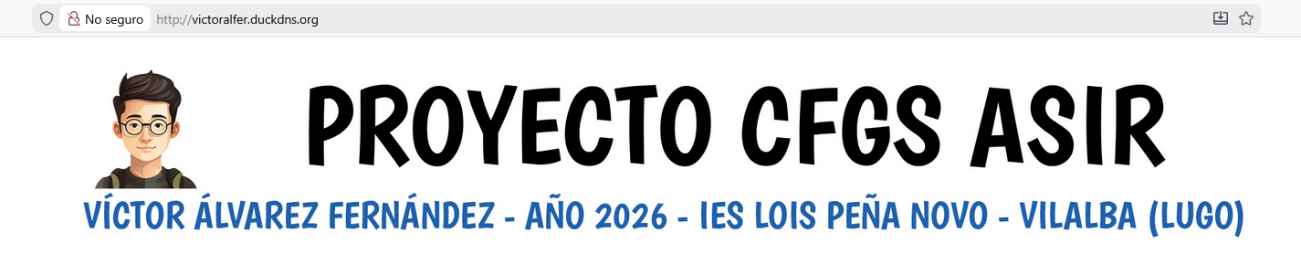 No seguro http://victoralfer.duckdns.org
PROYECTO CFGS ASIR
VÍCTOR ÁLVAREZ FERNÁNDEZ - AÑO 2026 - IES LOIS PEÑA NOVO - VILALBA (LUGO)